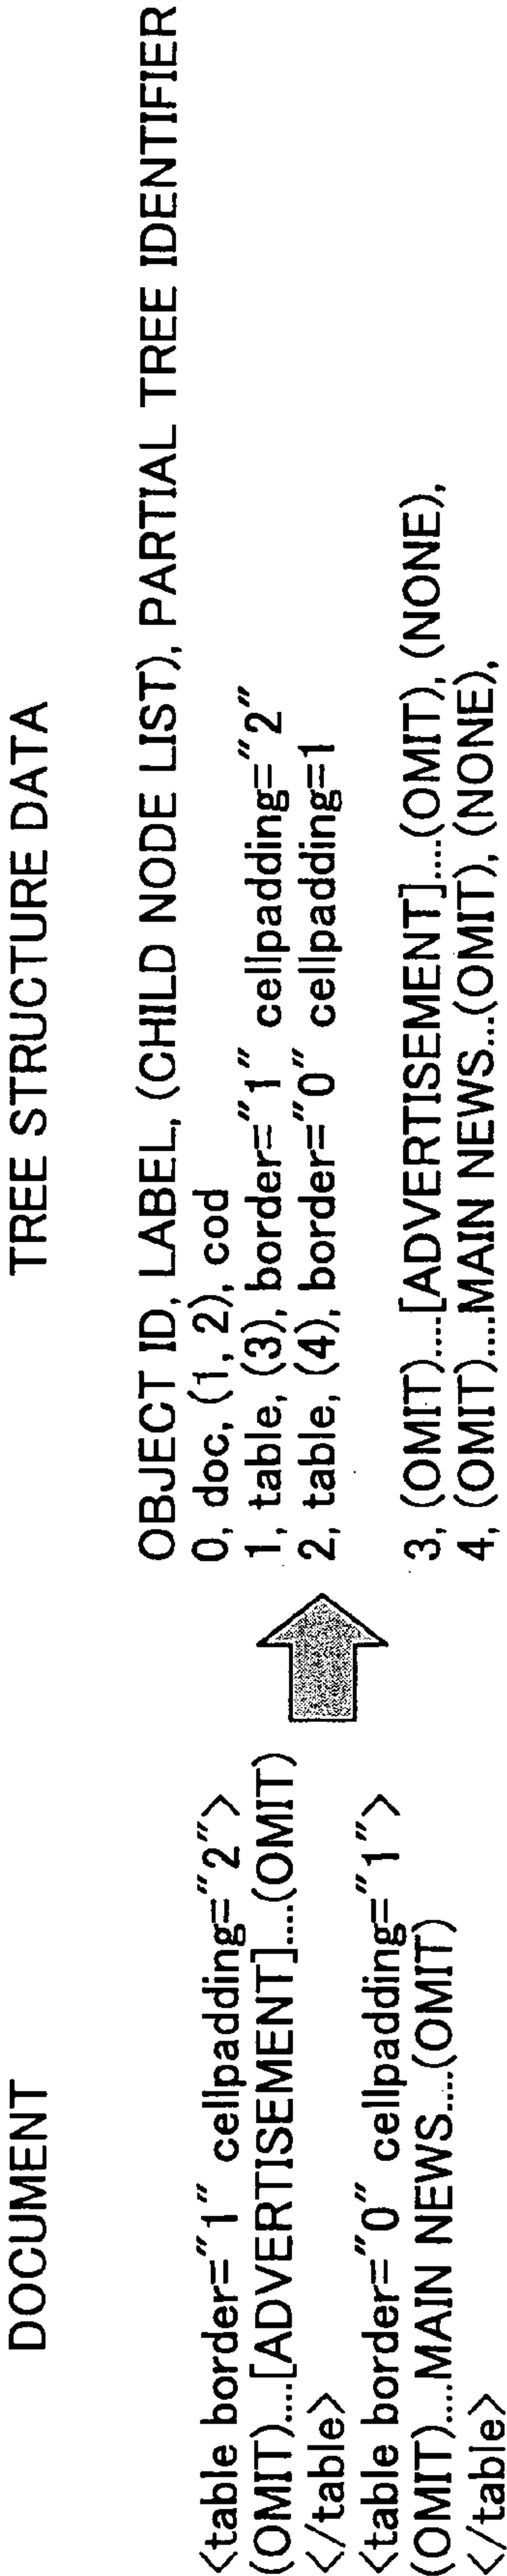 DOCUMENT
<table border="1" cellpadding="2">
(OMIT)....[ADVERTISEMENT]....(OMIT)
</table>
<table border="0" cellpadding="1">
(OMIT).....MAIN NEWS.....(OMIT)
</table>
TREE STRUCTURE DATA
OBJECT ID, LABEL, (CHILD NODE LIST), PARTIAL TREE IDENTIFIER
0, doc, (1, 2), cod
1, table, (3), border="1" cellpadding="2"
2, table, (4), border="0" cellpadding=1
3, (OMIT)....[ADVERTISEMENT]....(OMIT), (NONE),
4, (OMIT).....MAIN NEWS...(OMIT), (NONE),